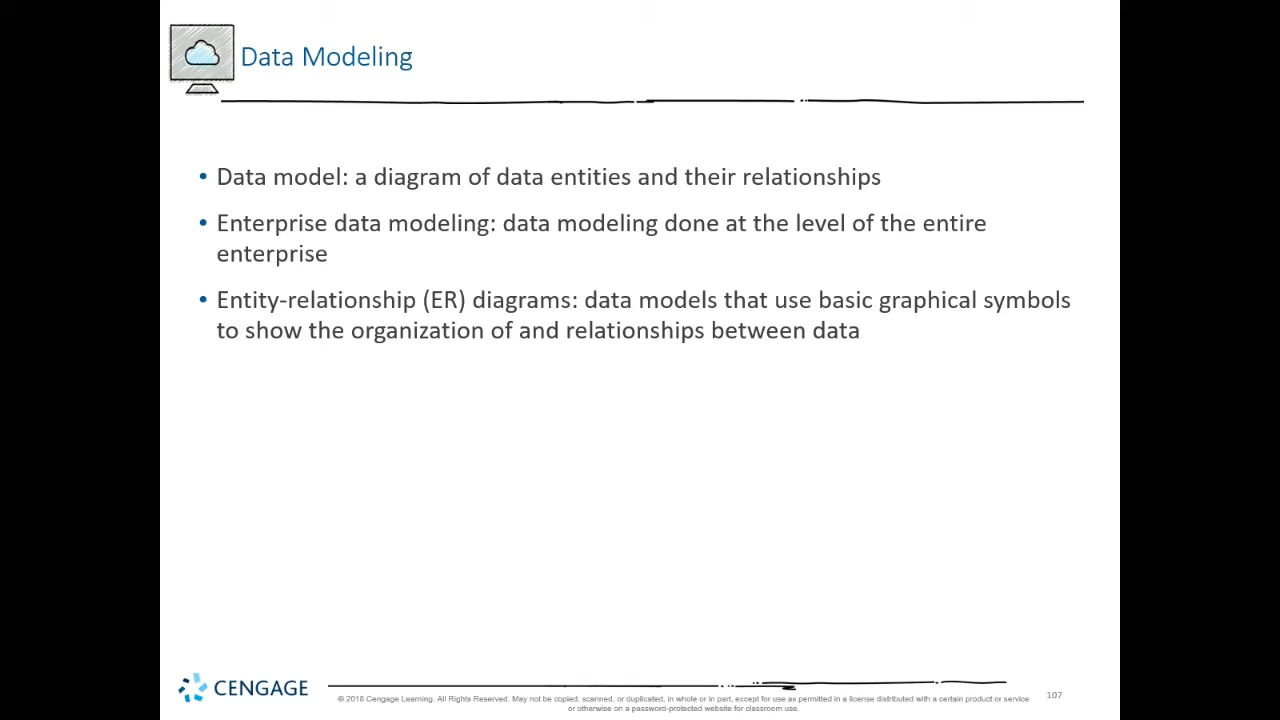 Data Modeling
• Data model: a diagram of data entities and their relationships
• Enterprise data modeling: data modeling done at the level of the entire
enterprise
• Entity-relationship (ER) diagrams: data models that use basic graphical symbols
to show the organization of and relationships between data
CENGAGE
© 2018 Cengage Learning. All Rights Reserved. May not be copied, scanned, or duplicated, in whole or in part, except for use as permitted in a license distributed with a certain product or service
or otherwise on a password-protected website for classroom use.
107